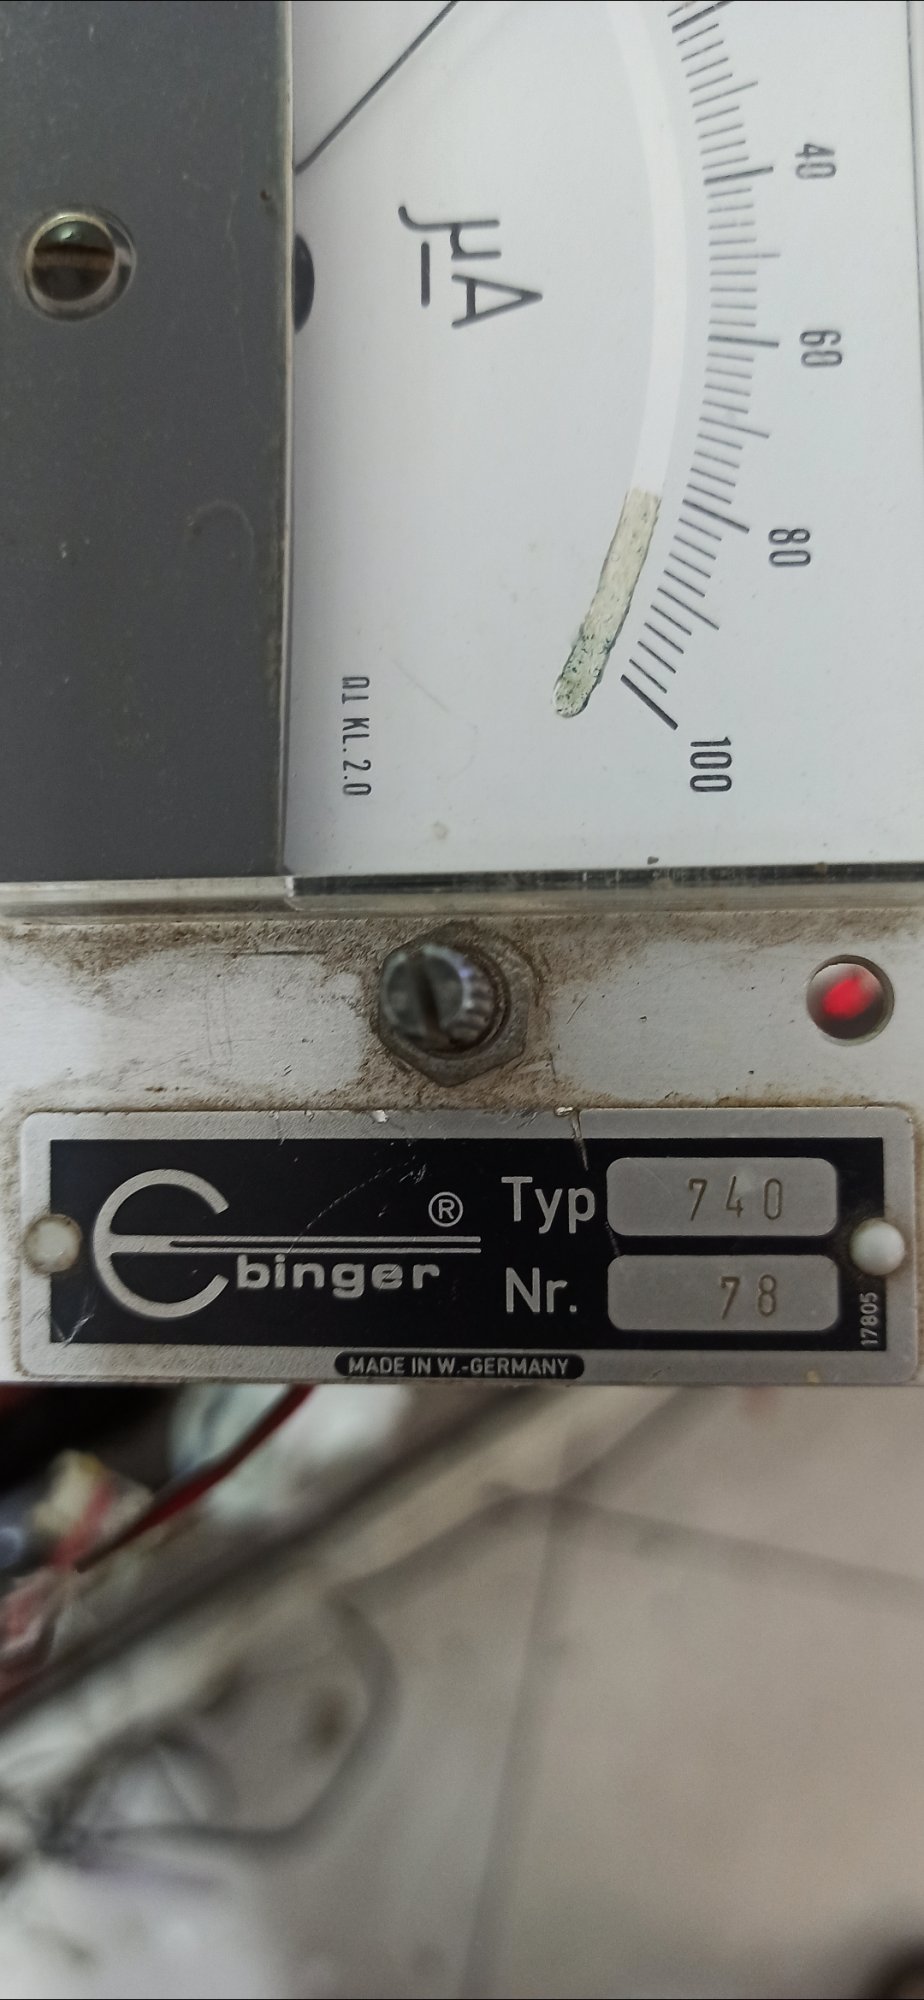 40
60
80
100
µA
Ω⊥ KL. 2.0
Ebinger ®
Typ 740
Nr. 78
17805
MADE IN W.-GERMANY